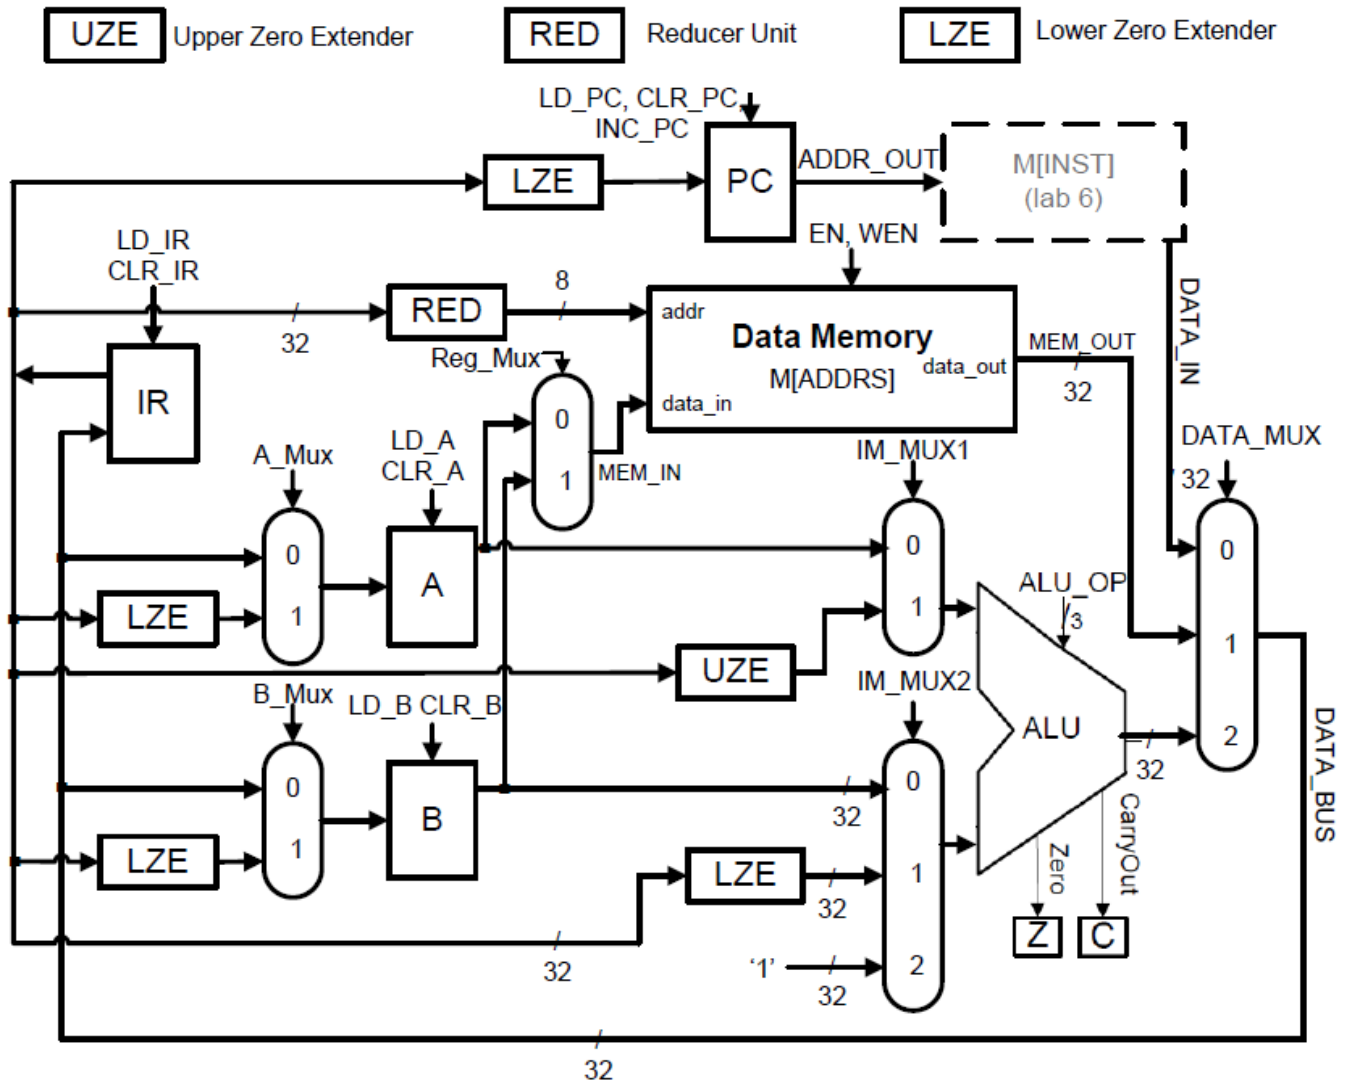 UZE Upper Zero Extender RED Reducer Unit LZE Lower Zero Extender
LD_PC, CLR_PC,
INC_PC
LZE
PC
ADDR_OUT
M[INST]
(lab 6)
EN, WEN
LD_IR
CLR_IR
IR
32
RED
8
addr
Data Memory
M[ADDRS]
data_out
data_in
MEM_OUT
32
DATA_IN
Reg_Mux
0
1
MEM_IN
A_Mux
0
1
LZE
LD_A
CLR_A
A
IM_MUX1
0
1
UZE
DATA_MUX
32
0
1
2
ALU_OP
3
ALU
32
Zero
CarryOut
Z
C
B_Mux
0
1
LZE
LD_B CLR_B
B
IM_MUX2
32
0
1
2
LZE
32
32
'1'
32
DATA_BUS
32